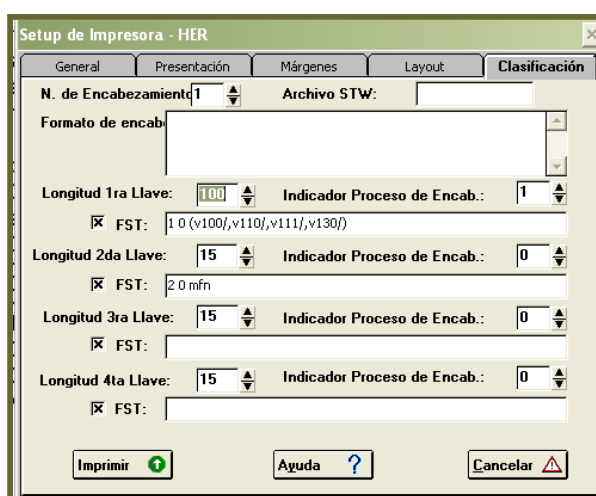 Setup de Impresora - HER
General Presentación Márgenes Layout Clasificación
N. de Encabezamiento 1 Archivo STW:
Formato de encab
Longitud 1ra Llave: 100 Indicador Proceso de Encab.: 1
FST: 1 0 (v100/,v110/,v111/,v130/)
Longitud 2da Llave: 15 Indicador Proceso de Encab.: 0
FST: 2 0 mfn
Longitud 3ra Llave: 15 Indicador Proceso de Encab.: 0
FST:
Longitud 4ta Llave: 15 Indicador Proceso de Encab.: 0
FST:
Imprimir Ayuda ? Cancelar